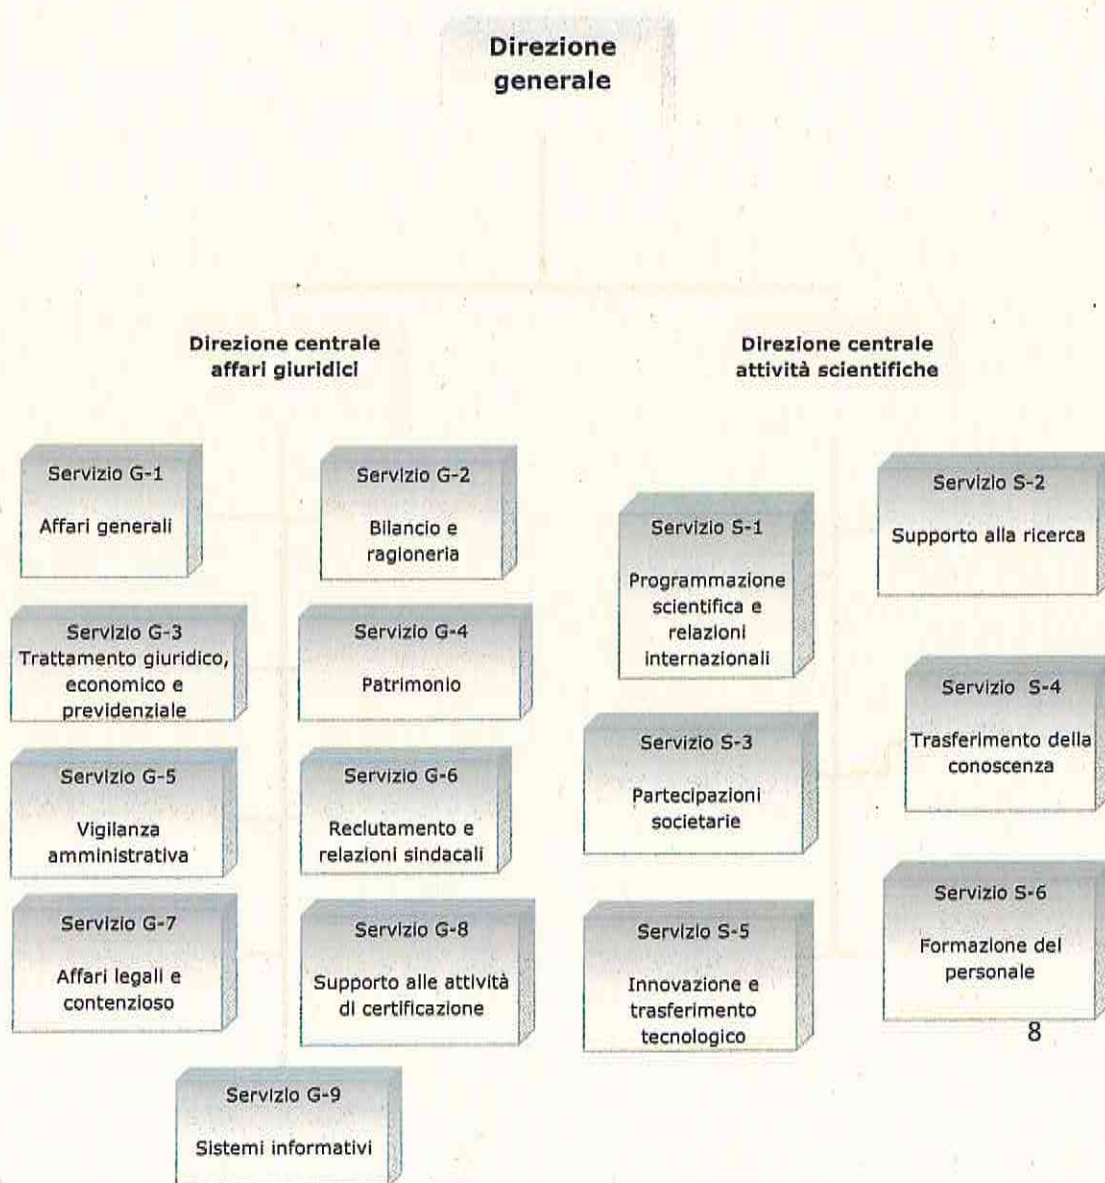 Direzione
generale
Direzione centrale
affari giuridici
Direzione centrale
attività scientifiche
Servizio G-1
Affari generali
Servizio G-2
Bilancio e
ragioneria
Servizio G-3
Trattamento giuridico,
economico e
previdenziale
Servizio G-4
Patrimonio
Servizio G-5
Vigilanza
amministrativa
Servizio G-6
Reclutamento e
relazioni sindacali
Servizio G-7
Affari legali e
contenzioso
Servizio G-8
Supporto alle attività
di certificazione
Servizio G-9
Sistemi informativi
Servizio S-1
Programmazione
scientifica e
relazioni
internazionali
Servizio S-2
Supporto alla ricerca
Servizio S-3
Partecipazioni
societarie
Servizio S-4
Trasferimento della
conoscenza
Servizio S-5
Innovazione e
trasferimento
tecnologico
Servizio S-6
Formazione del
personale
8